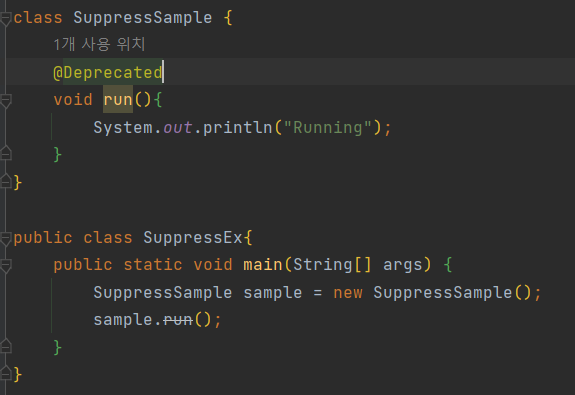 class SuppressSample {
1개 사용 위치
@Deprecated
void run(){
System.out.println("Running");
}
}
public class SuppressEx{
public static void main(String[] args) {
SuppressSample sample = new SuppressSample();
sample.run();
}
}